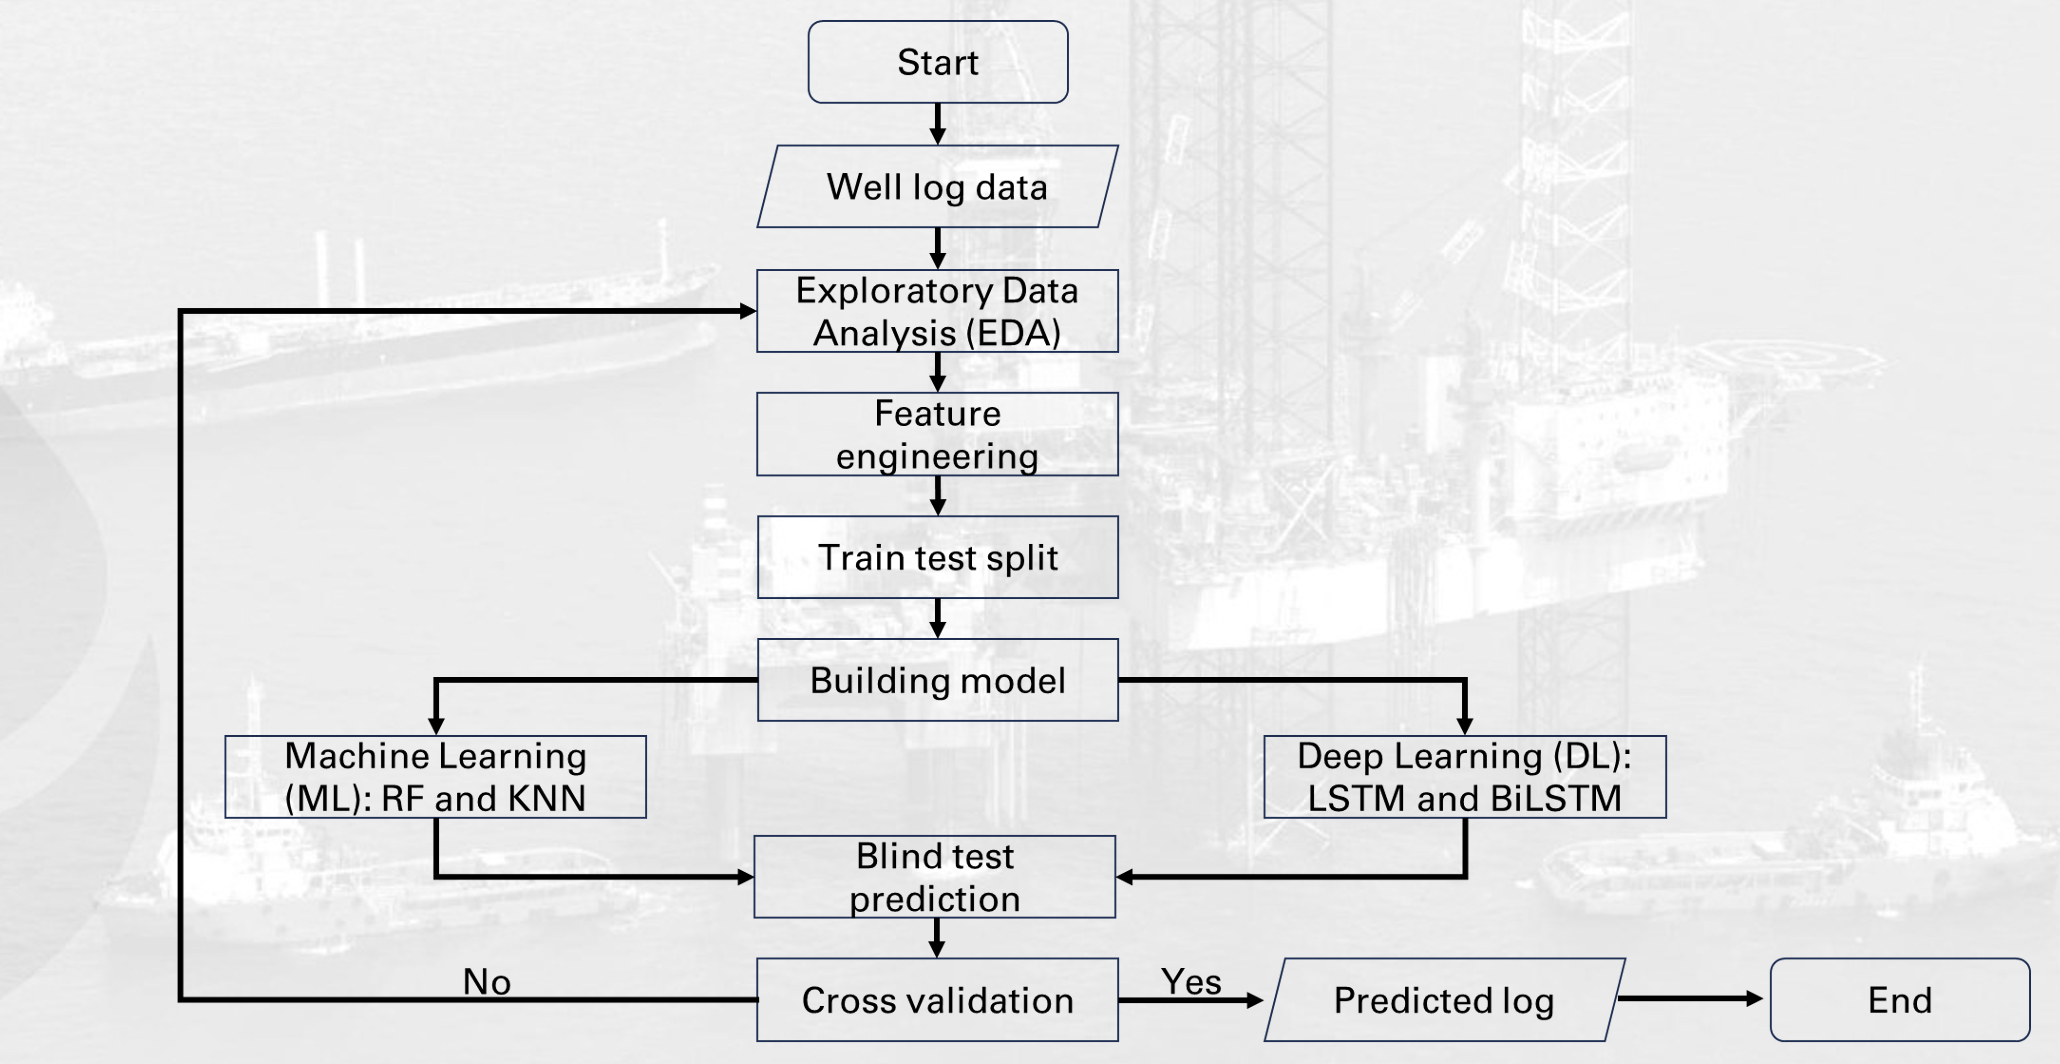 Start
Well log data
Exploratory Data
Analysis (EDA)
Feature
engineering
Train test split
Building model
Machine Learning
(ML): RF and KNN
Deep Learning (DL):
LSTM and BiLSTM
Blind test
prediction
No
Cross validation
Yes
Predicted log
End